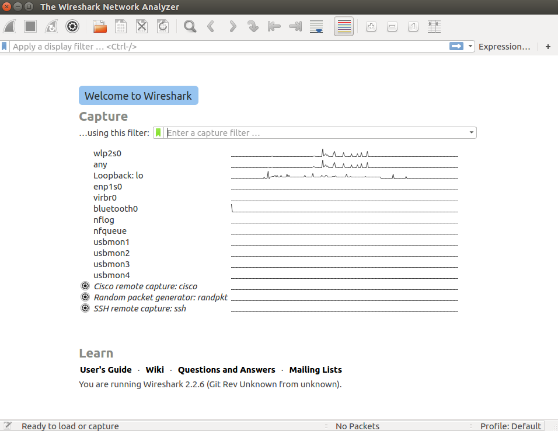 The Wireshark Network Analyzer
Apply a display filter … <Ctrl-/>
Expression…
+
Welcome to Wireshark
Capture
…using this filter:
Enter a capture filter …
wlp2s0
any
Loopback: lo
enp1s0
virbr0
bluetooth0
nflog
nfqueue
usbmon1
usbmon2
usbmon3
usbmon4
Cisco remote capture: cisco
Random packet generator: randpkt
SSH remote capture: ssh
Learn
User's Guide · Wiki · Questions and Answers · Mailing Lists
You are running Wireshark 2.2.6 (Git Rev Unknown from unknown).
Ready to load or capture
No Packets
Profile: Default